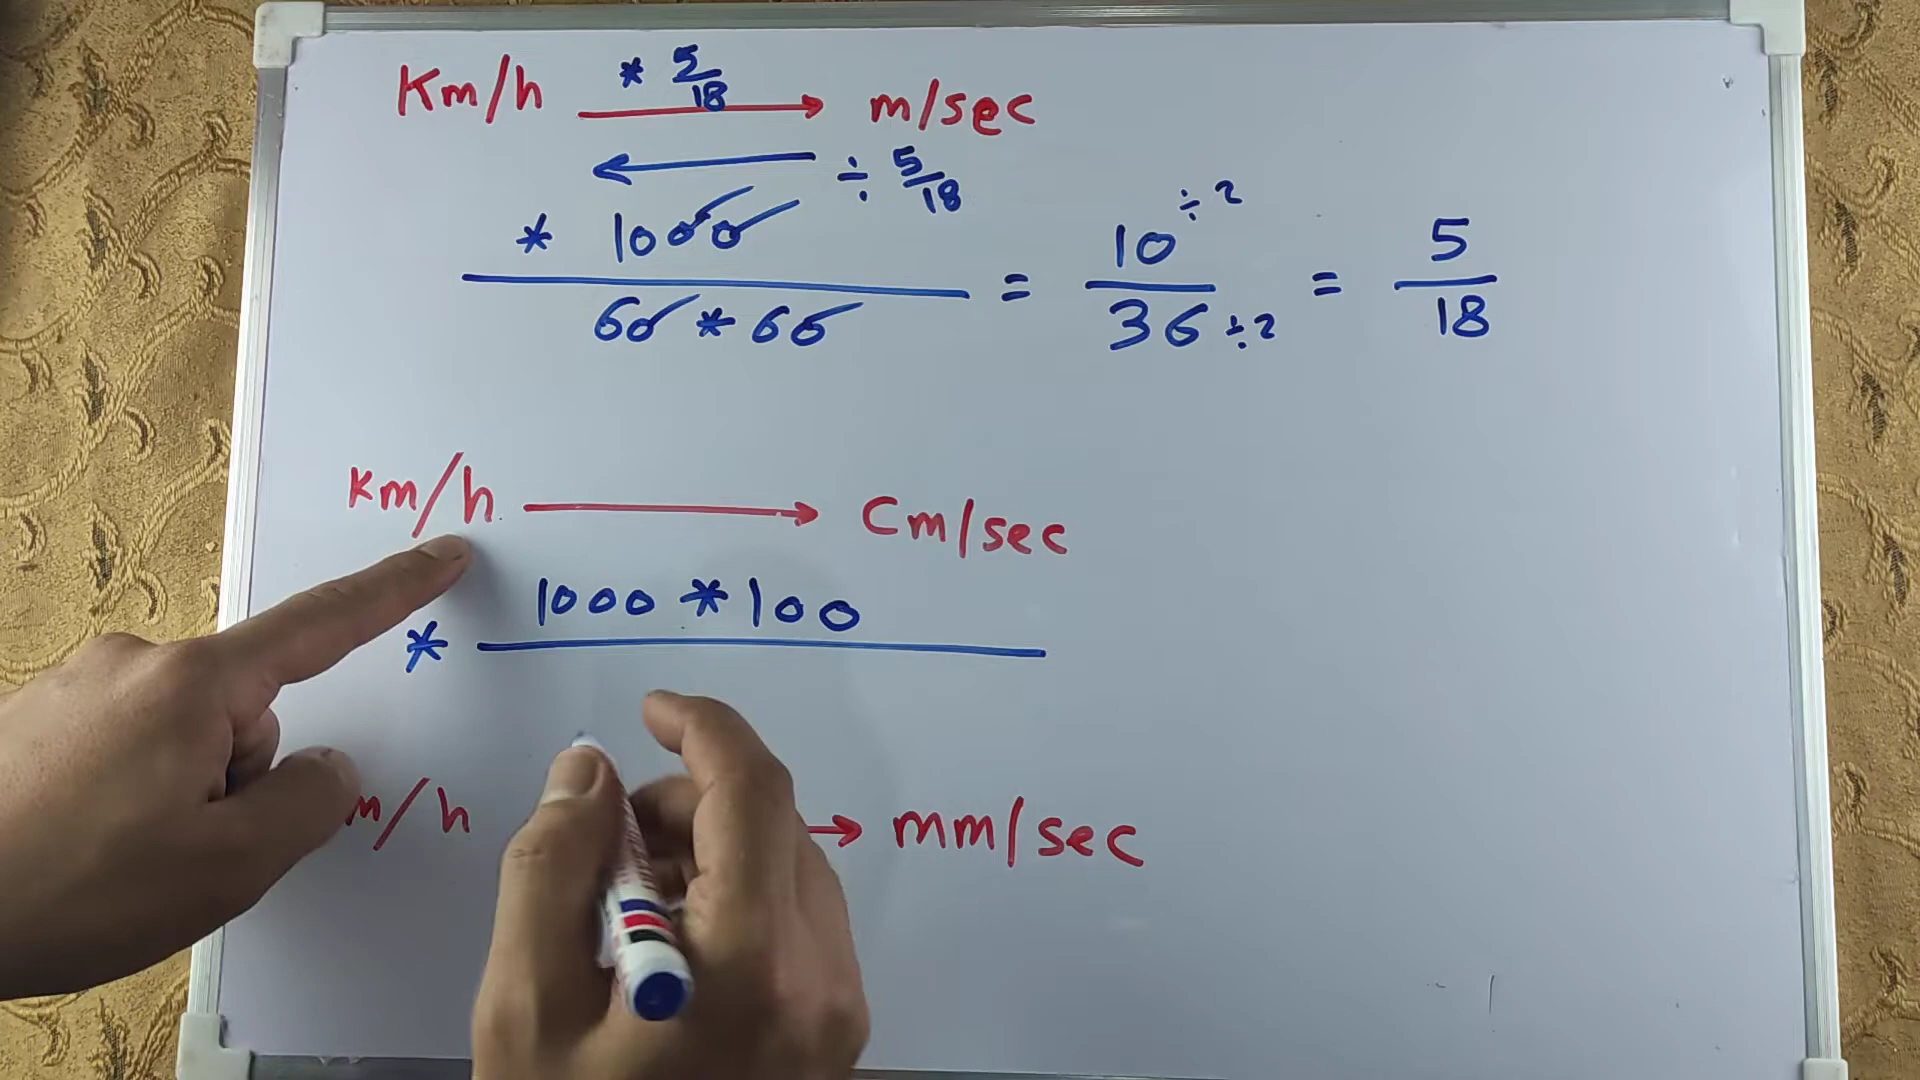 Km/h * 5/18 m/sec
÷ 5/18
* 1000 / 60 * 60 = 10 ÷2 / 36 ÷2 = 5 / 18
Km/h Cm/sec
* 1000 * 100
m/h mm/sec